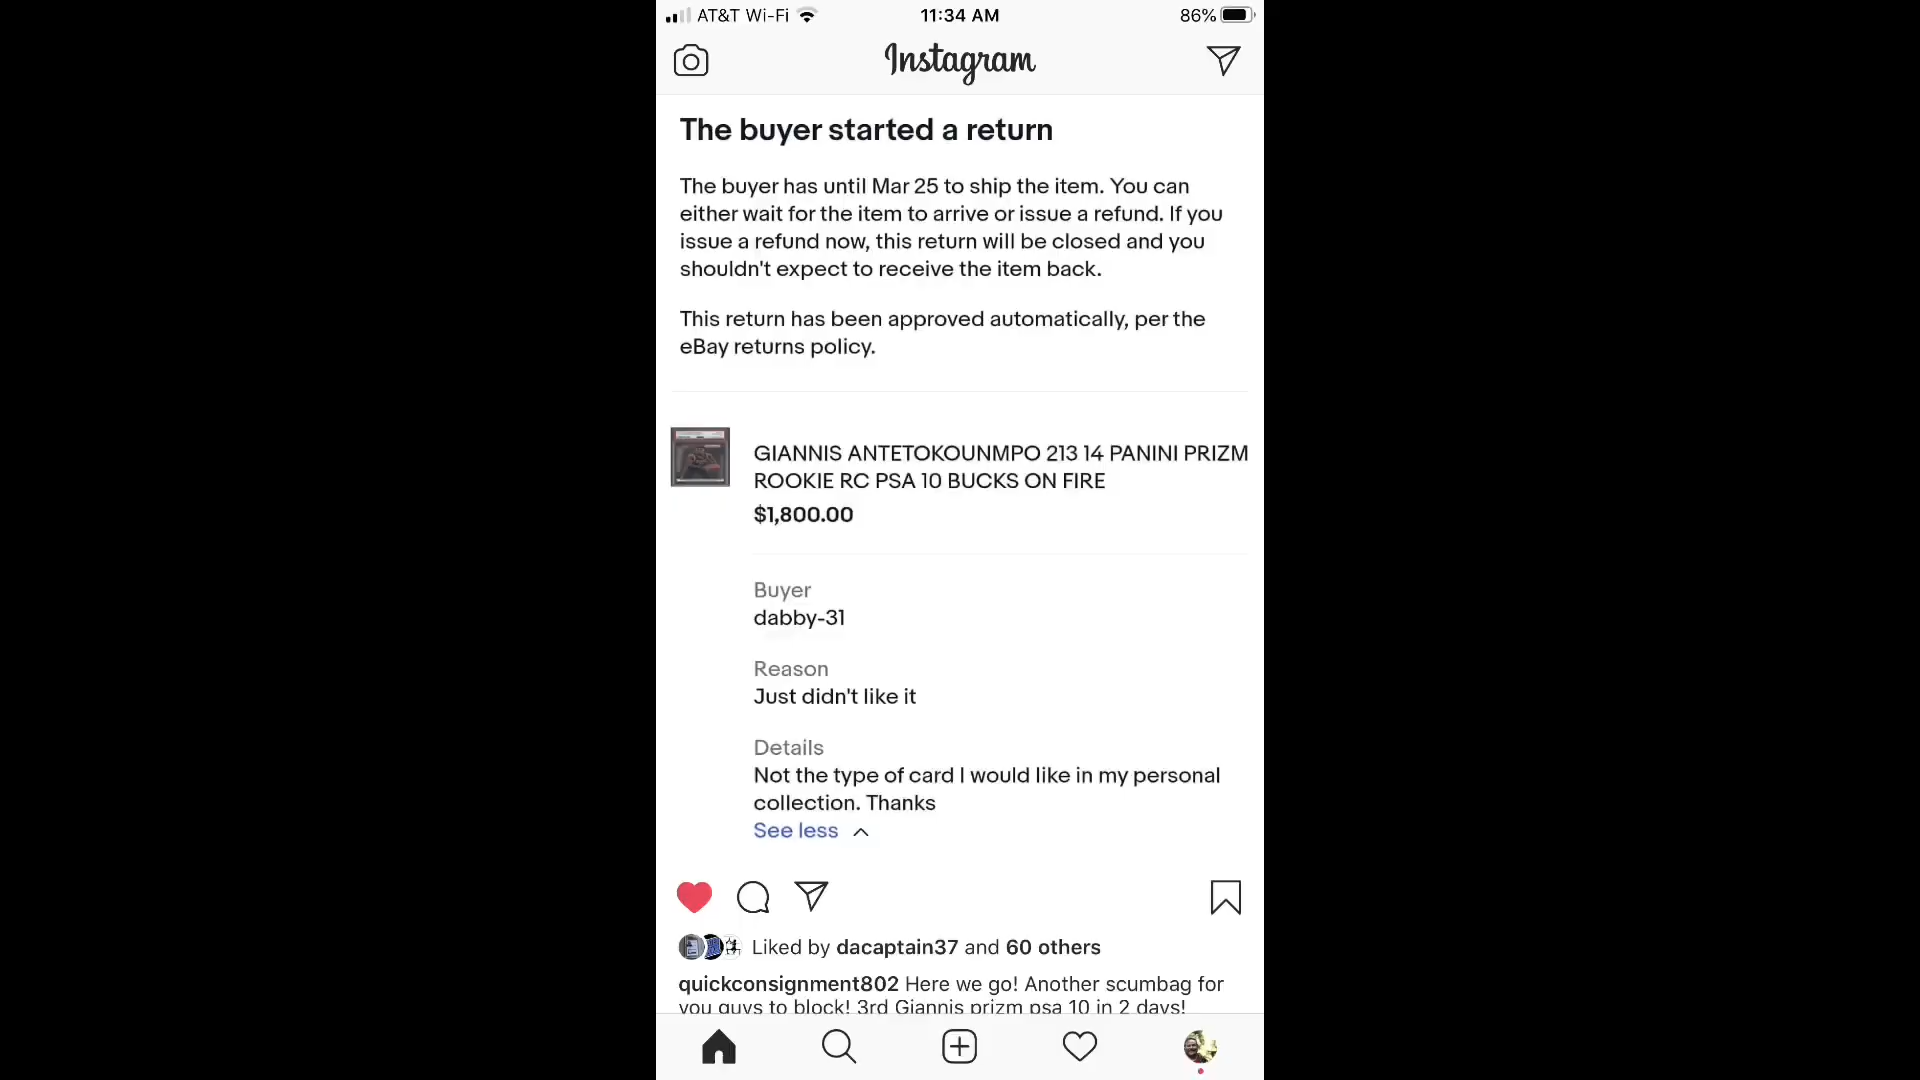 AT&T Wi-Fi 11:34 AM 86%
Instagram
The buyer started a return
The buyer has until Mar 25 to ship the item. You can
either wait for the item to arrive or issue a refund. If you
issue a refund now, this return will be closed and you
shouldn't expect to receive the item back.
This return has been approved automatically, per the
eBay returns policy.
GIANNIS ANTETOKOUNMPO 213 14 PANINI PRIZM
ROOKIE RC PSA 10 BUCKS ON FIRE
$1,800.00
Buyer
dabby-31
Reason
Just didn't like it
Details
Not the type of card I would like in my personal
collection. Thanks
See less
Liked by dacaptain37 and 60 others
quickconsignment802 Here we go! Another scumbag for
you guys to block! 3rd Giannis prizm psa 10 in 2 days!